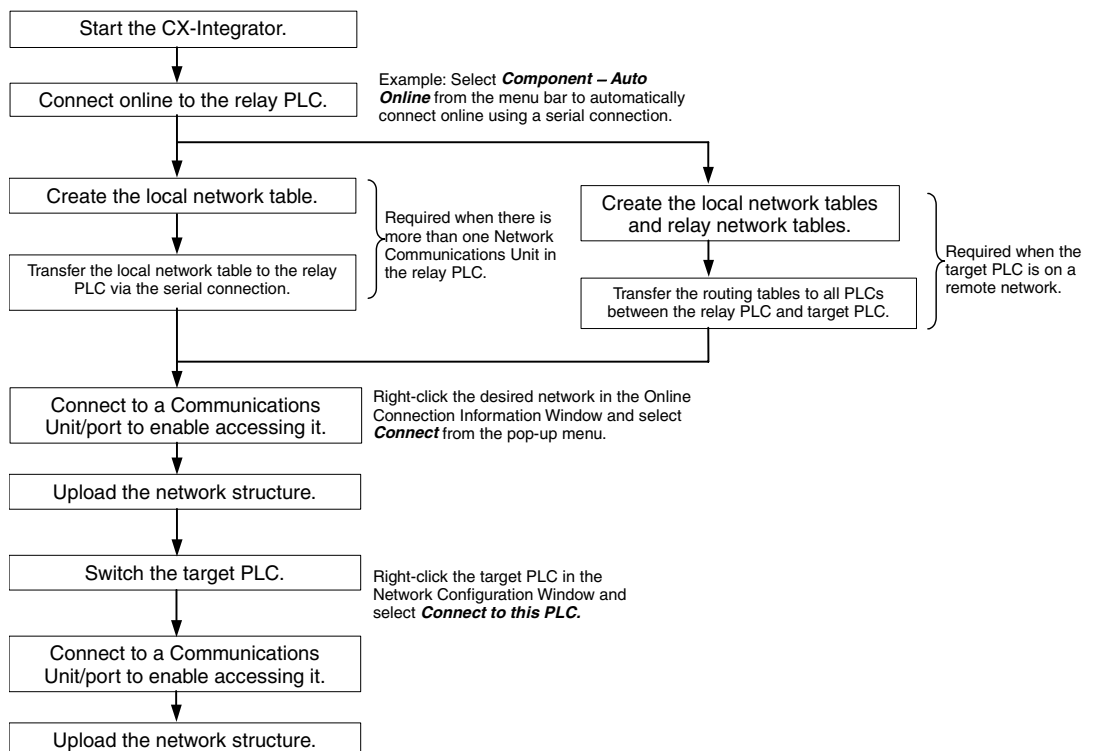 Start the CX-Integrator.
Connect online to the relay PLC.
Example: Select Component – Auto
Online from the menu bar to automatically
connect online using a serial connection.
Create the local network table.
Transfer the local network table to the relay
PLC via the serial connection.
Required when there is
more than one Network
Communications Unit in
the relay PLC.
Create the local network tables
and relay network tables.
Transfer the routing tables to all PLCs
between the relay PLC and target PLC.
Required when the
target PLC is on a
remote network.
Connect to a Communications
Unit/port to enable accessing it.
Right-click the desired network in the Online
Connection Information Window and select
Connect from the pop-up menu.
Upload the network structure.
Switch the target PLC.
Right-click the target PLC in the
Network Configuration Window and
select Connect to this PLC.
Connect to a Communications
Unit/port to enable accessing it.
Upload the network structure.